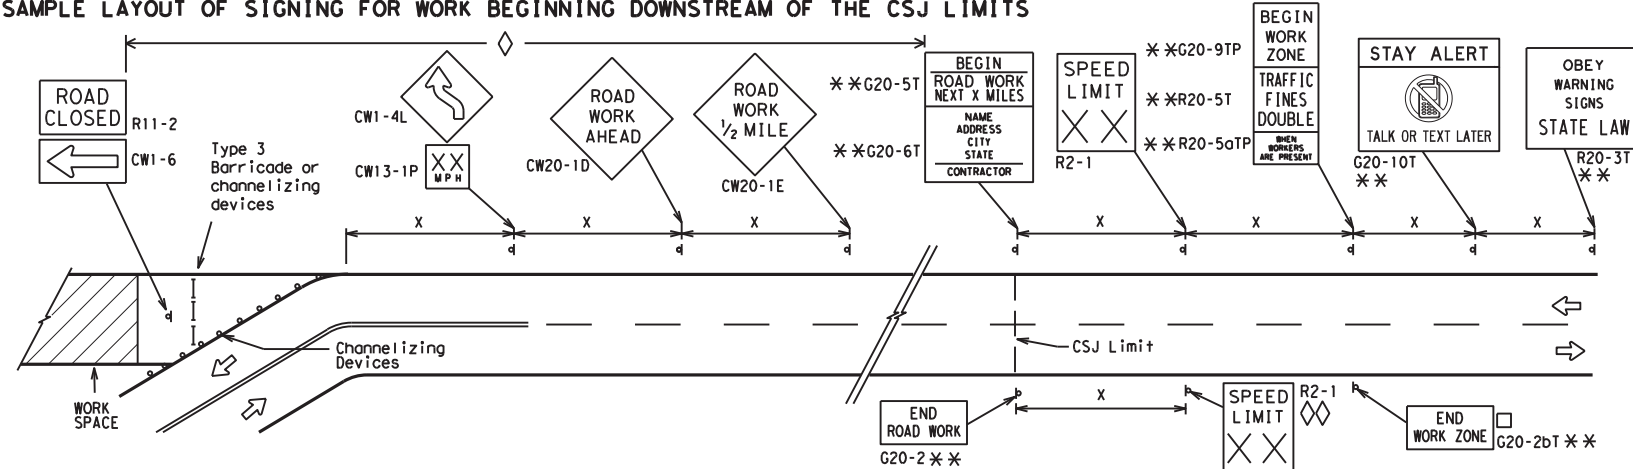 SAMPLE LAYOUT OF SIGNING FOR WORK BEGINNING DOWNSTREAM OF THE CSJ LIMITS
ROAD
CLOSED
R11-2
CW1-6
Type 3
Barricade or
channelizing
devices
CW1-4L
CW13-1P
XX
MPH
ROAD
WORK
AHEAD
CW20-1D
ROAD
WORK
1/2 MILE
CW20-1E
**G20-5T
**G20-6T
BEGIN
ROAD WORK
NEXT X MILES
NAME
ADDRESS
CITY
STATE
CONTRACTOR
SPEED
LIMIT
XX
R2-1
**G20-9TP
**R20-5T
**R20-5aTP
BEGIN
WORK
ZONE
TRAFFIC
FINES
DOUBLE
WHEN
WORKERS
ARE PRESENT
STAY ALERT
TALK OR TEXT LATER
G20-10T
**
OBEY
WARNING
SIGNS
STATE LAW
R20-3T
**
X
X
X
X
X
X
X
Channelizing
Devices
CSJ Limit
WORK
SPACE
X
END
ROAD WORK
G20-2**
SPEED
LIMIT
XX
R2-1
END
WORK ZONE
G20-2bT **